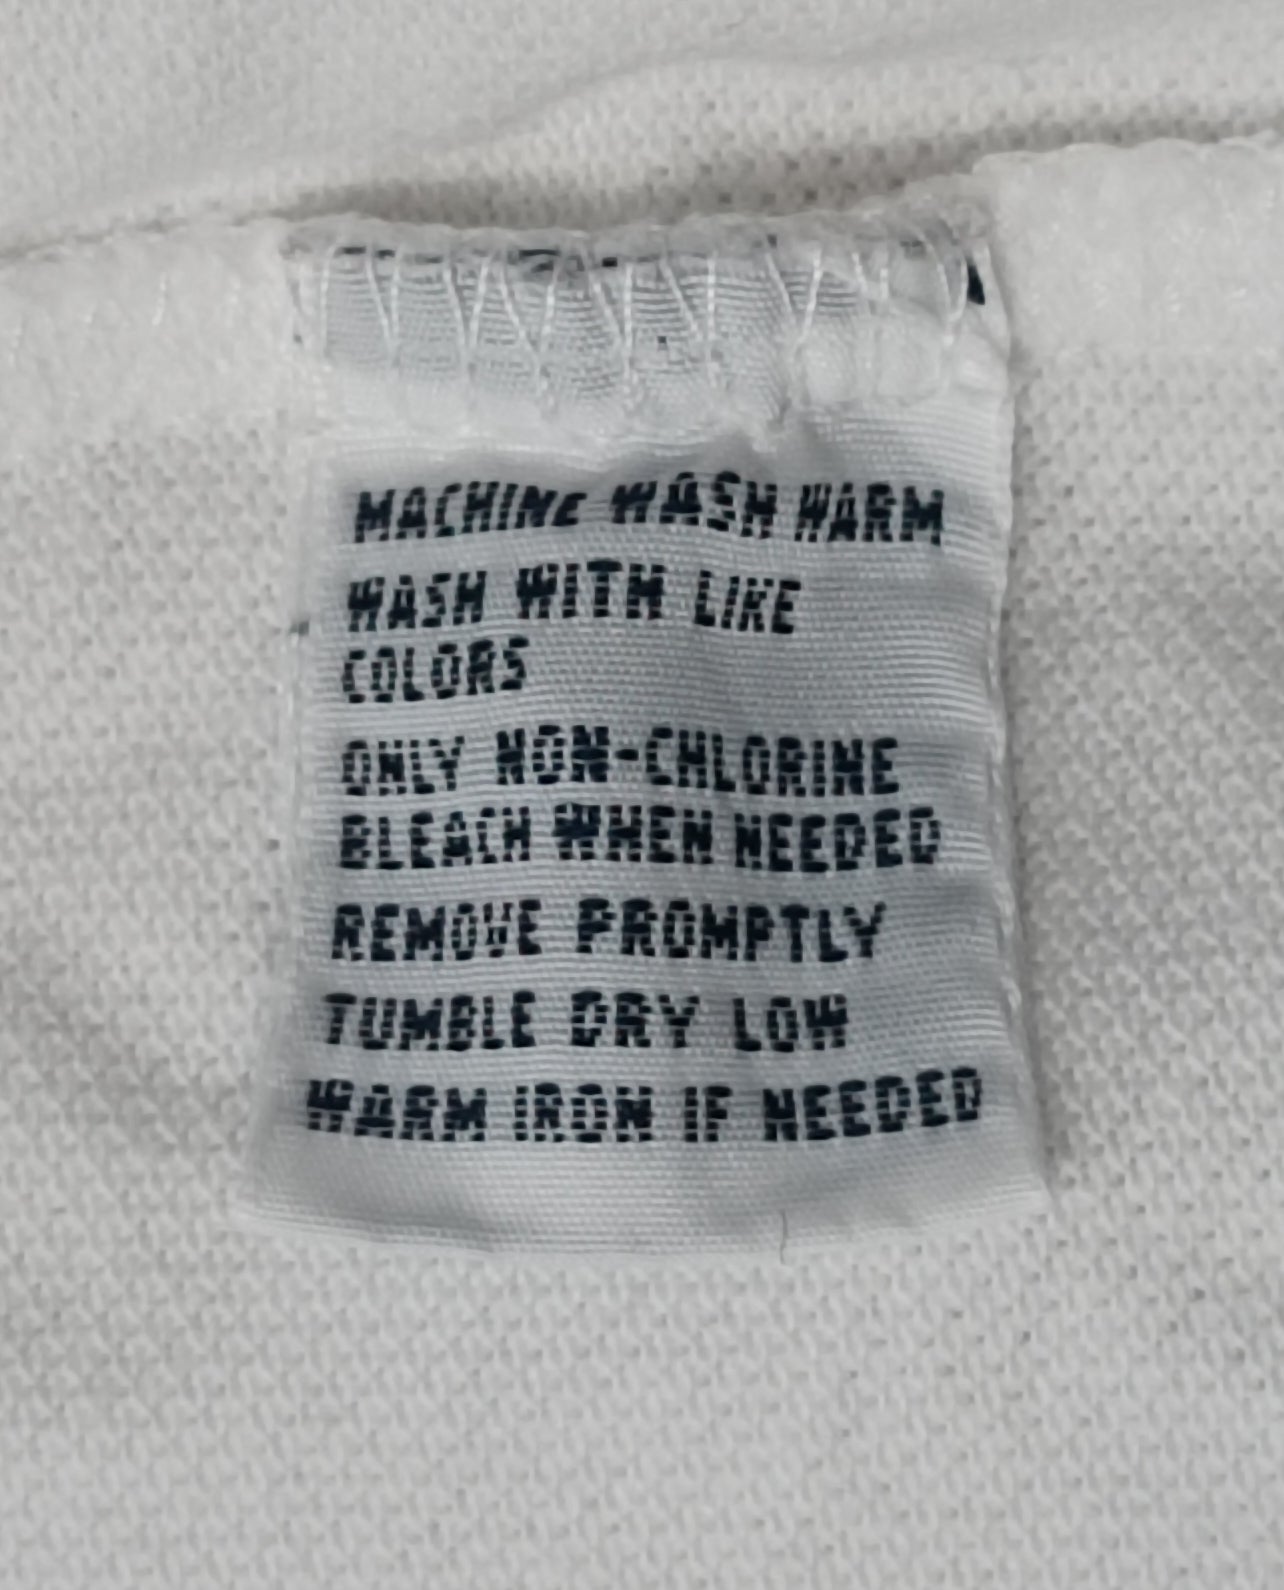 MACHINE WASH WARM
WASH WITH LIKE
COLORS
ONLY NON-CHLORINE
BLEACH WHEN NEEDED
REMOVE PROMPTLY
TUMBLE DRY LOW
WARM IRON IF NEEDED